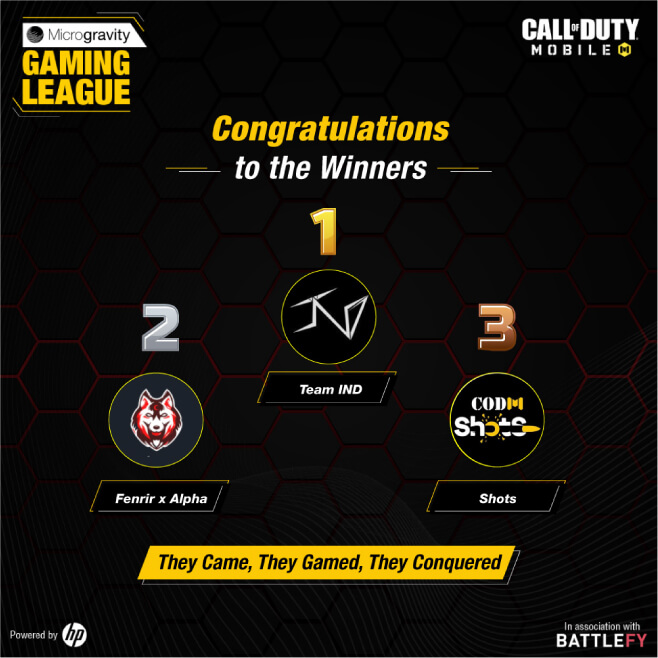 Microgravity
GAMING
LEAGUE
CALL OF DUTY
MOBILE
Congratulations
to the Winners
1
IND
Team IND
2
3
CODM
ShotS
Fenrir x Alpha
Shots
They Came, They Gamed, They Conquered
Powered by hp
In association with
BATTLEFY